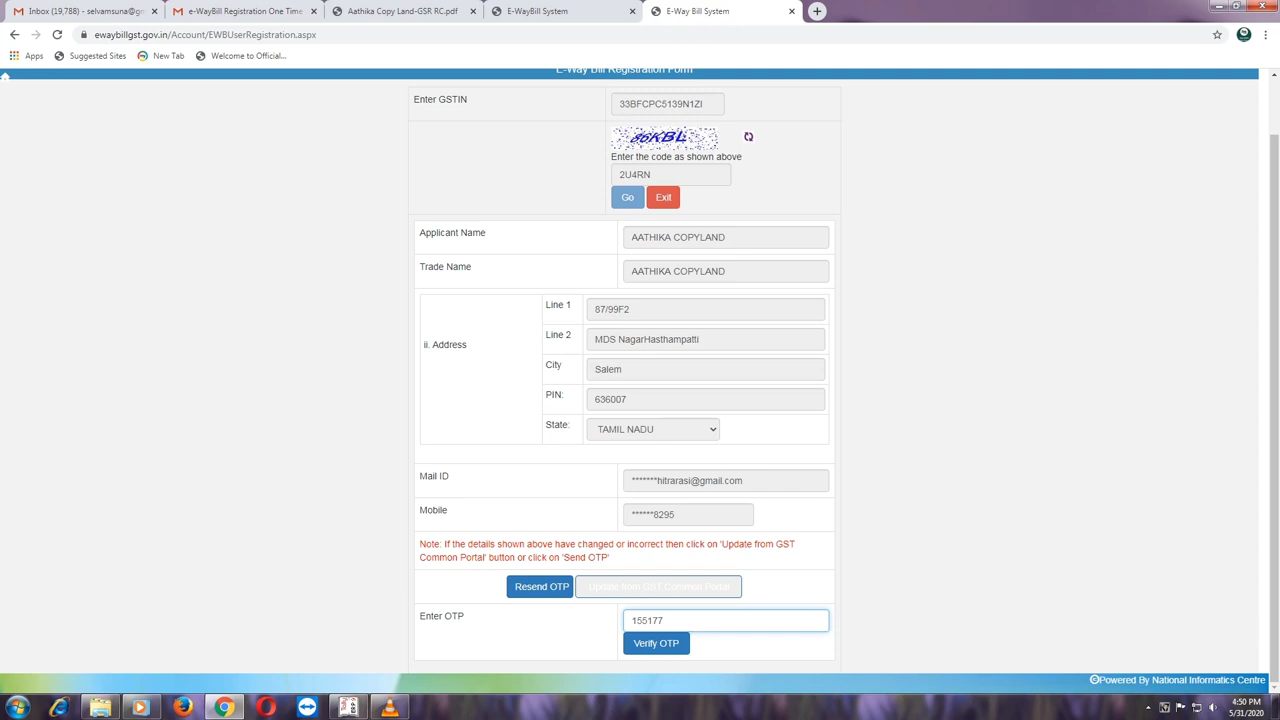 Inbox (19,788) - selvamsuna@g
e-WayBill Registration One Time
Aathika Copy Land-GSR RC.pdf
E-WayBill System
E-Way Bill System
ewaybillgst.gov.in/Account/EWBUserRegistration.aspx
Apps
Suggested Sites
New Tab
Welcome to Official...
E-Way Bill Registration Form
Enter GSTIN
33BFCPC5139N1ZI
86KBL
Enter the code as shown above
2U4RN
Go
Exit
Applicant Name
AATHIKA COPYLAND
Trade Name
AATHIKA COPYLAND
ii. Address
Line 1
87/99F2
Line 2
MDS NagarHasthampatti
City
Salem
PIN:
636007
State:
TAMIL NADU
Mail ID
*******hitrarasi@gmail.com
Mobile
******8295
Note: If the details shown above have changed or incorrect then click on 'Update from GST
Common Portal' button or click on 'Send OTP'
Resend OTP
Update from GST Common Portal
Enter OTP
155177
Verify OTP
©Powered By National Informatics Centre
4:50 PM
5/31/2020